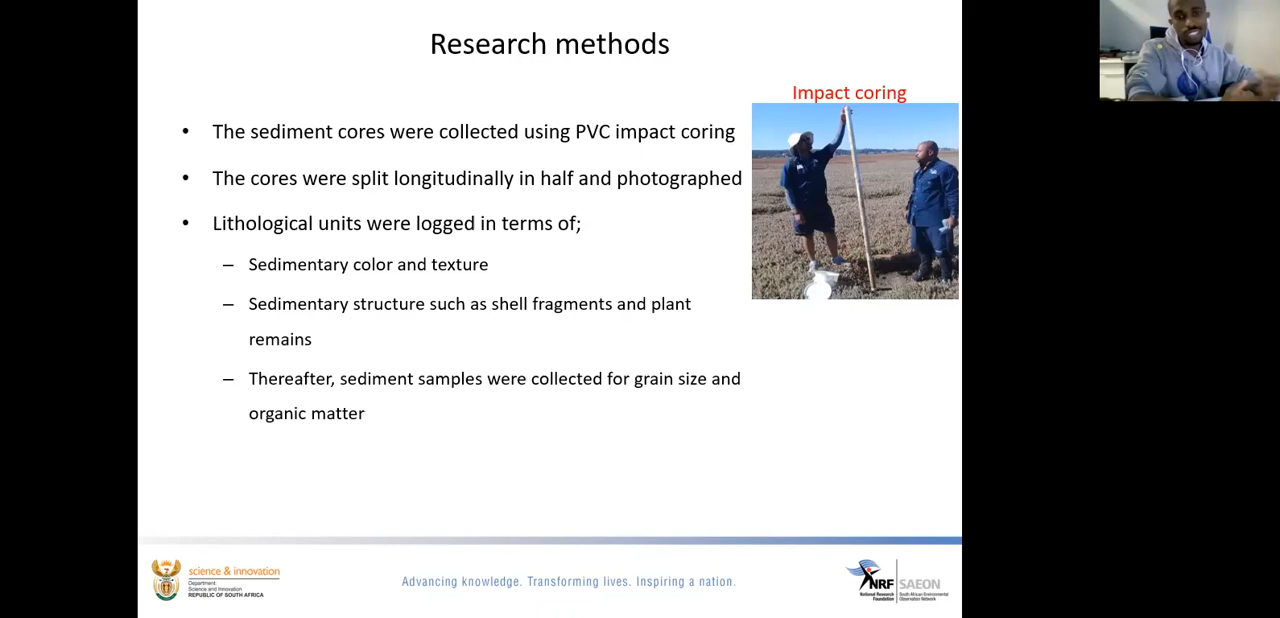 Research methods
Impact coring
• The sediment cores were collected using PVC impact coring
• The cores were split longitudinally in half and photographed
• Lithological units were logged in terms of;
– Sedimentary color and texture
– Sedimentary structure such as shell fragments and plant
remains
– Thereafter, sediment samples were collected for grain size and
organic matter
science & innovation
Department:
Science and Innovation
REPUBLIC OF SOUTH AFRICA
Advancing knowledge. Transforming lives. Inspiring a nation.
NRF
National Research
Foundation
SAEON
South African Environmental
Observation Network